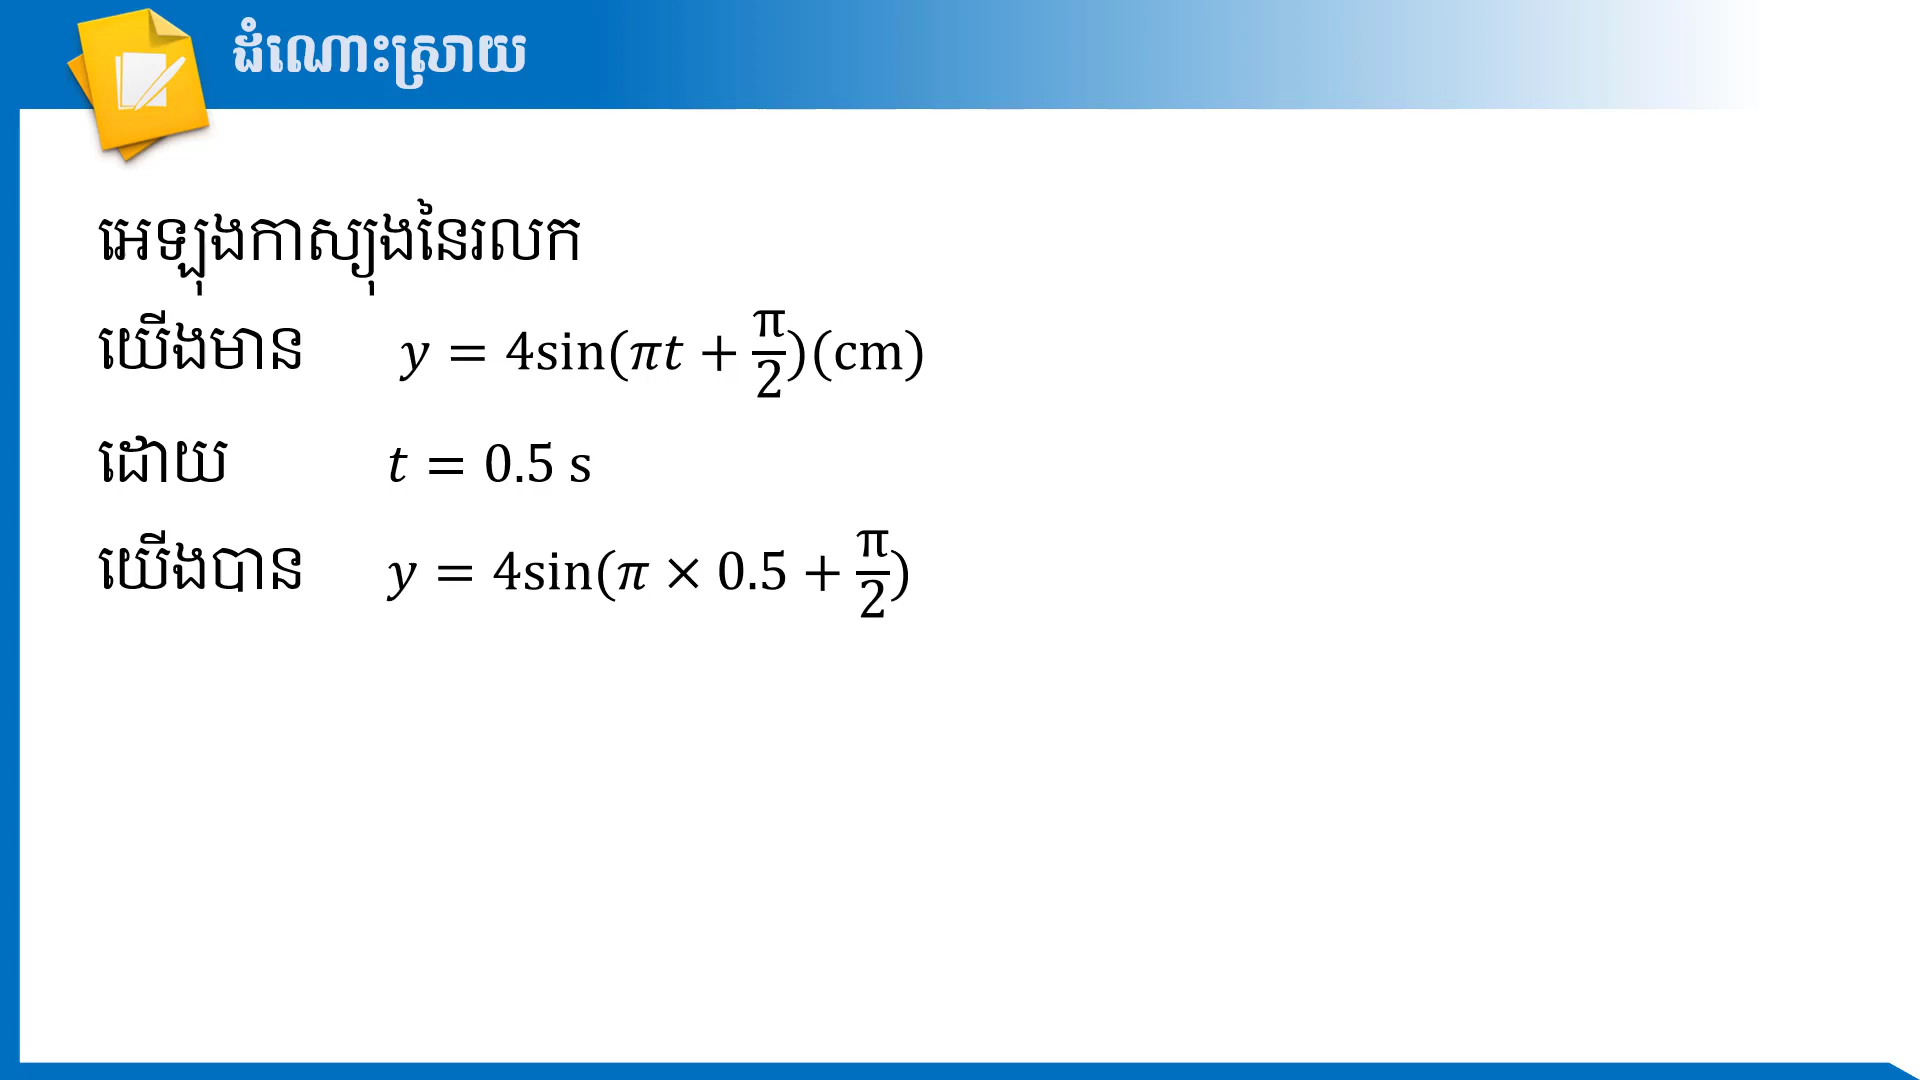 ដំណោះស្រាយ
អេឡុងកាស្យុងនៃរលក
យើងមាន y = 4sin(πt + π/2)(cm)
ដោយ t = 0.5 s
យើងបាន y = 4sin(π × 0.5 + π/2)